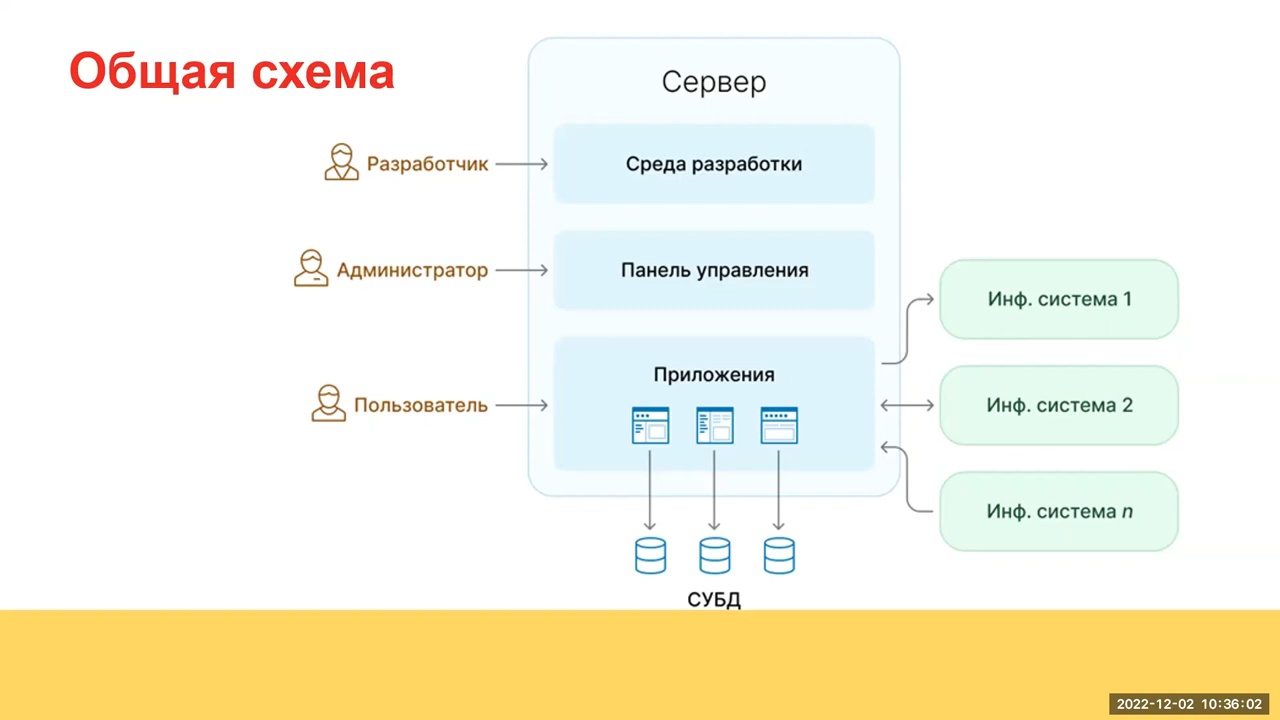 Общая схема
Сервер
Разработчик
Среда разработки
Администратор
Панель управления
Инф. система 1
Приложения
Пользователь
Инф. система 2
Инф. система n
СУБД
2022-12-02 10:36:02